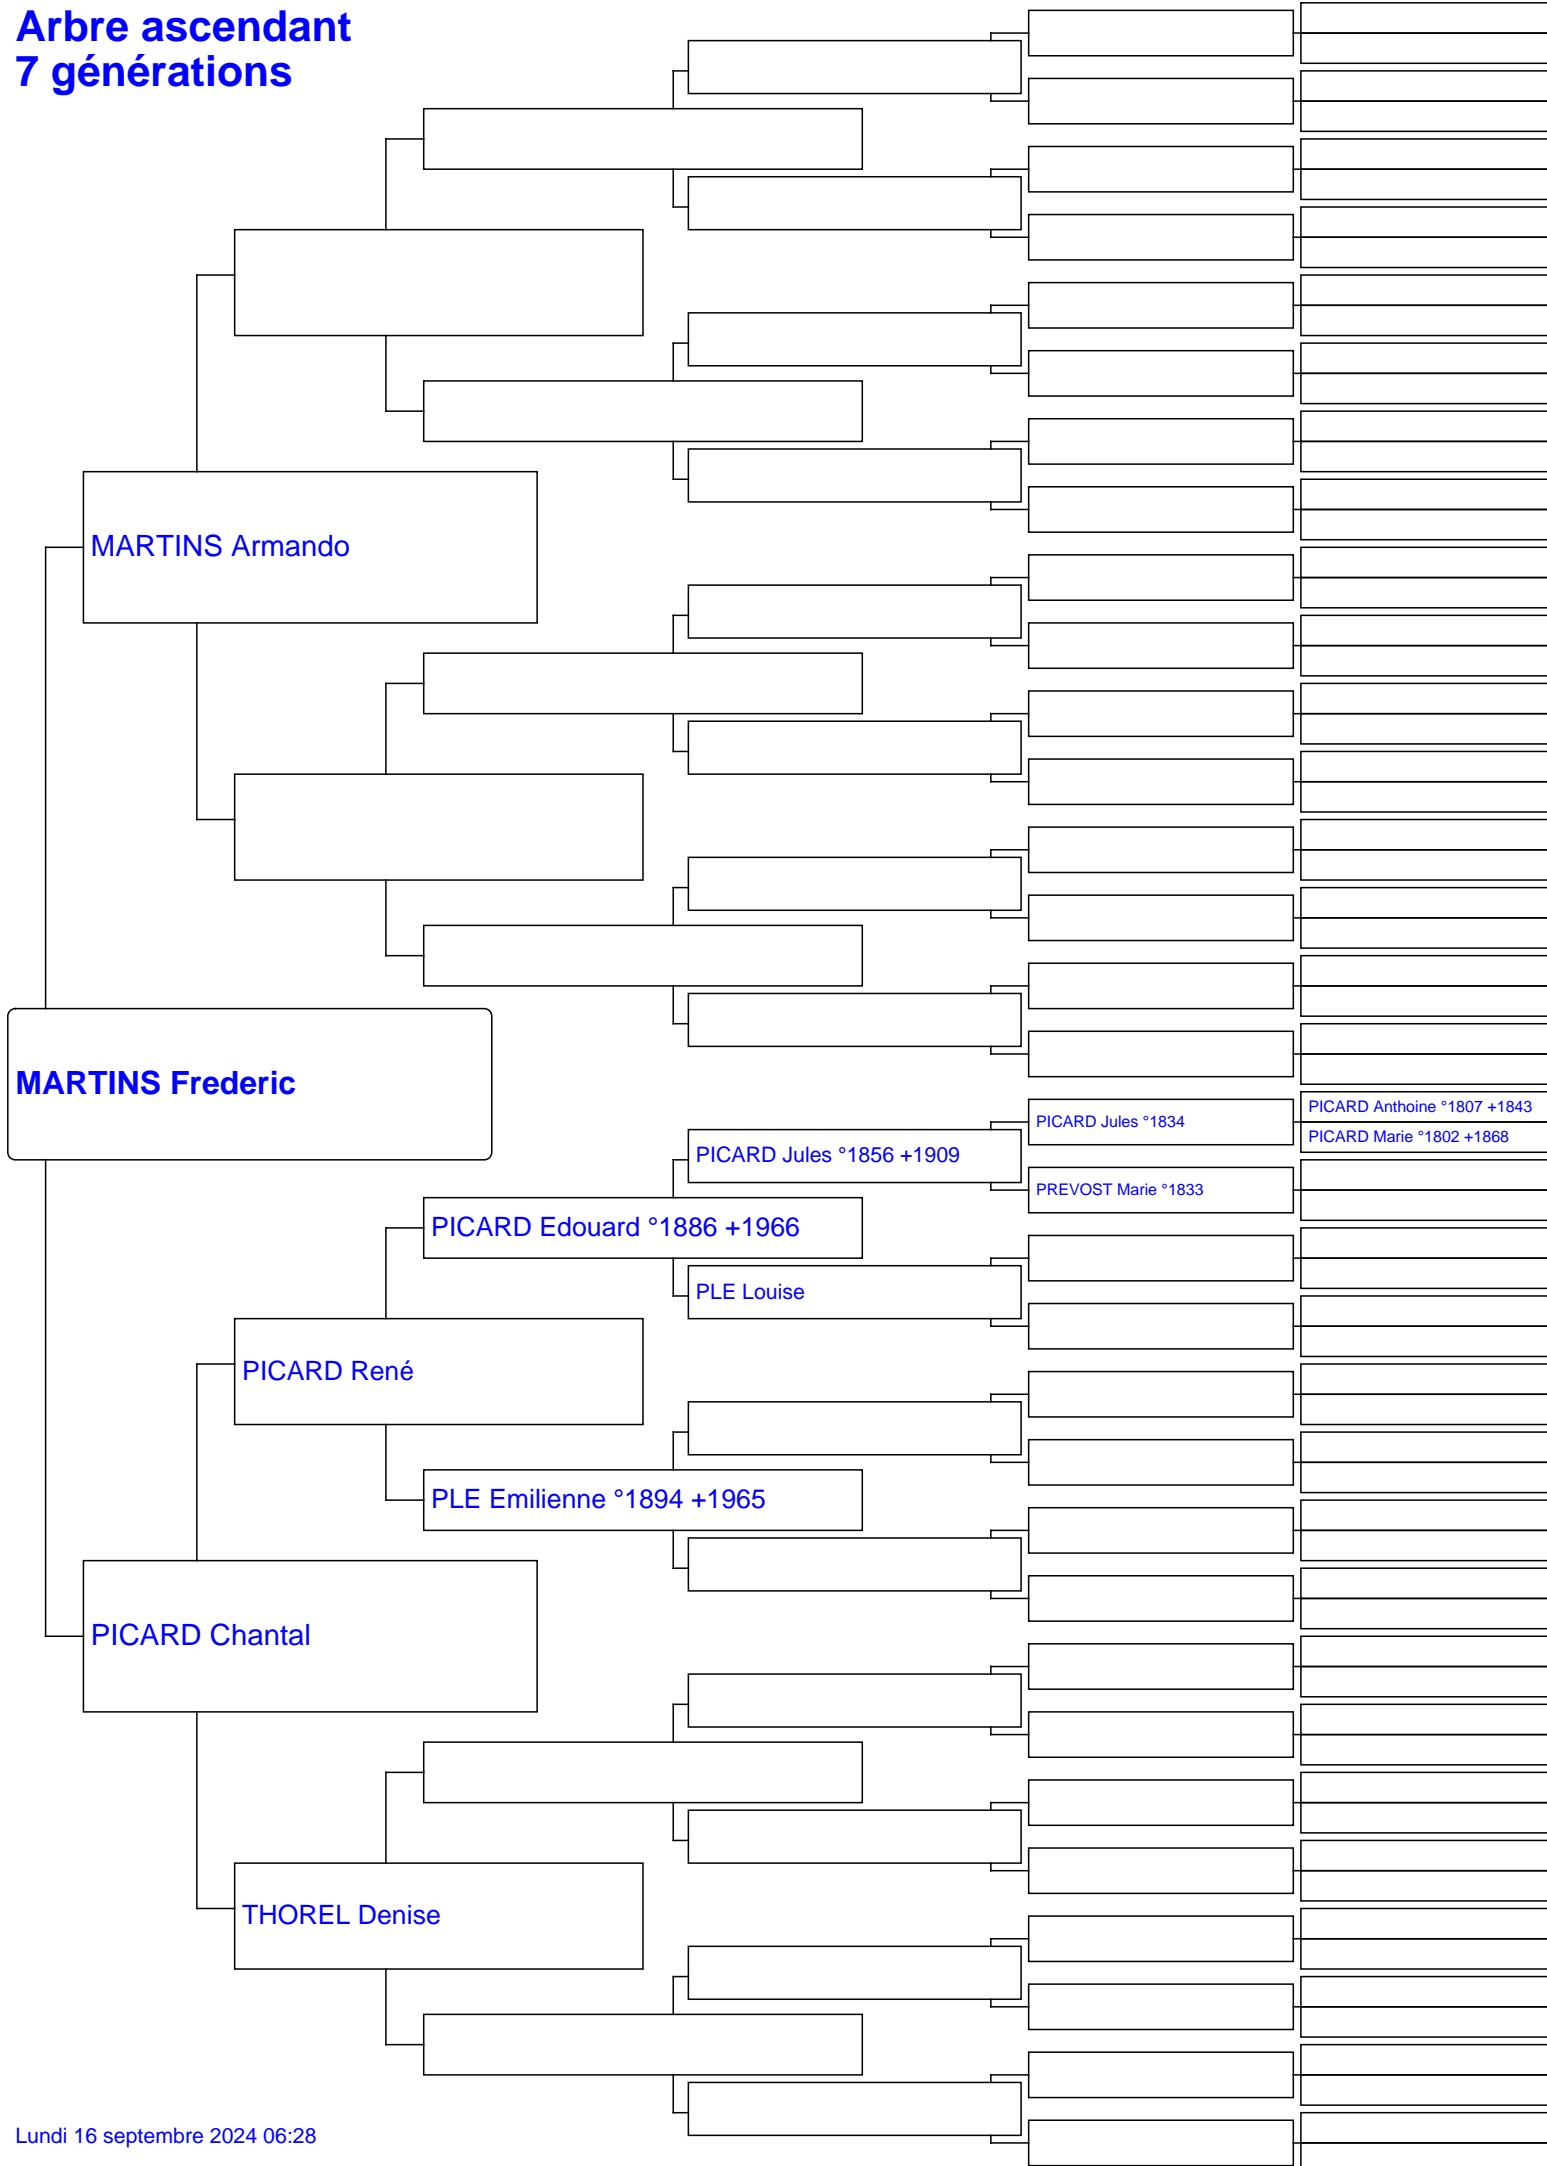 Arbre ascendant
7 générations
MARTINS Armando
MARTINS Frederic
PICARD Anthoine °1807 +1843
PICARD Jules °1834
PICARD Marie °1802 +1868
PICARD Jules °1856 +1909
PREVOST Marie °1833
PICARD Edouard °1886 +1966
PLE Louise
PICARD René
PLE Emilienne °1894 +1965
PICARD Chantal
THOREL Denise
Lundi 16 septembre 2024 06:28